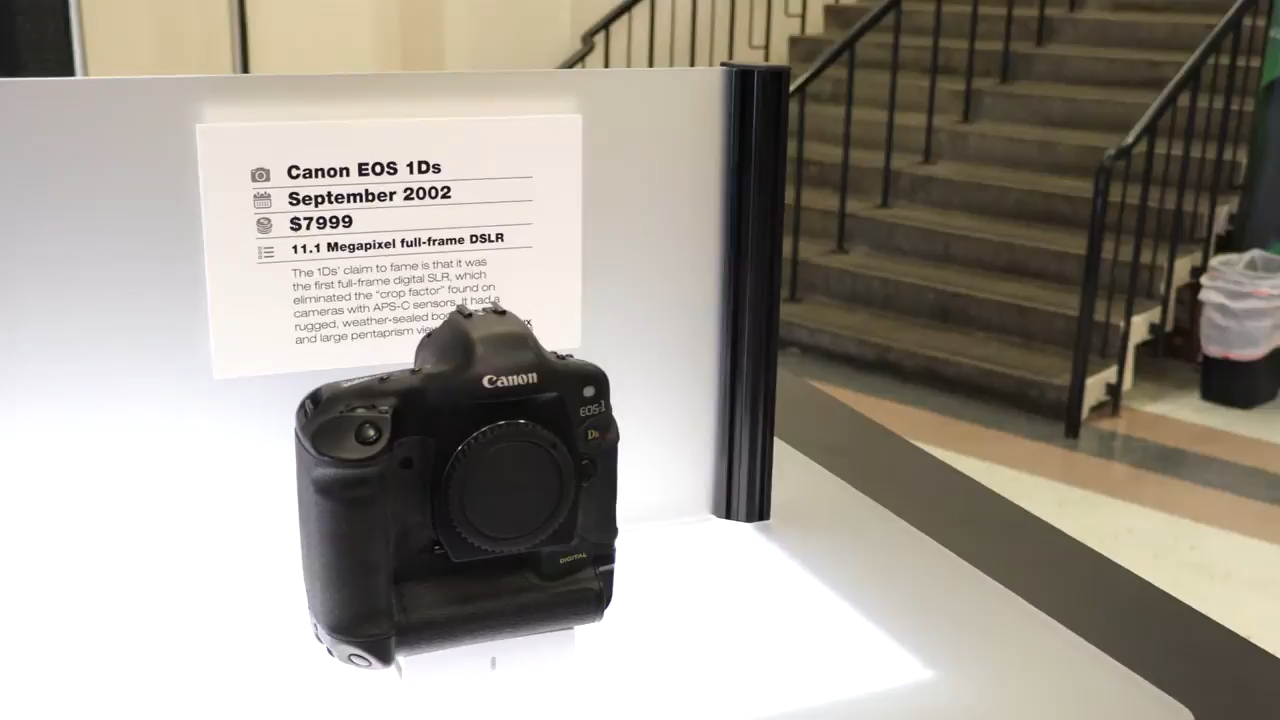 Canon EOS 1Ds
September 2002
$7999
11.1 Megapixel full-frame DSLR
The 1Ds' claim to fame is that it was
the first full-frame digital SLR, which
eliminated the "crop factor" found on
cameras with APS-C sensors. It had a
rugged, weather-sealed
and large pentaprism
Canon
EOS-1
Ds
DIGITAL